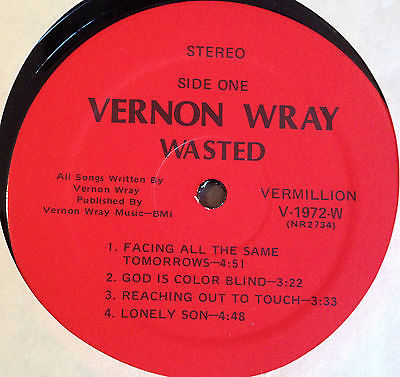 STEREO
SIDE ONE
VERNON WRAY
WASTED
All Songs Written By
Vernon Wray
Published By
Vernon Wray Music—BMI
VERMILLION
V-1972-W
(NR2734)
1. FACING ALL THE SAME
TOMORROWS—4:51
2. GOD IS COLOR BLIND—3:22
3. REACHING OUT TO TOUCH—3:33
4. LONELY SON—4:48